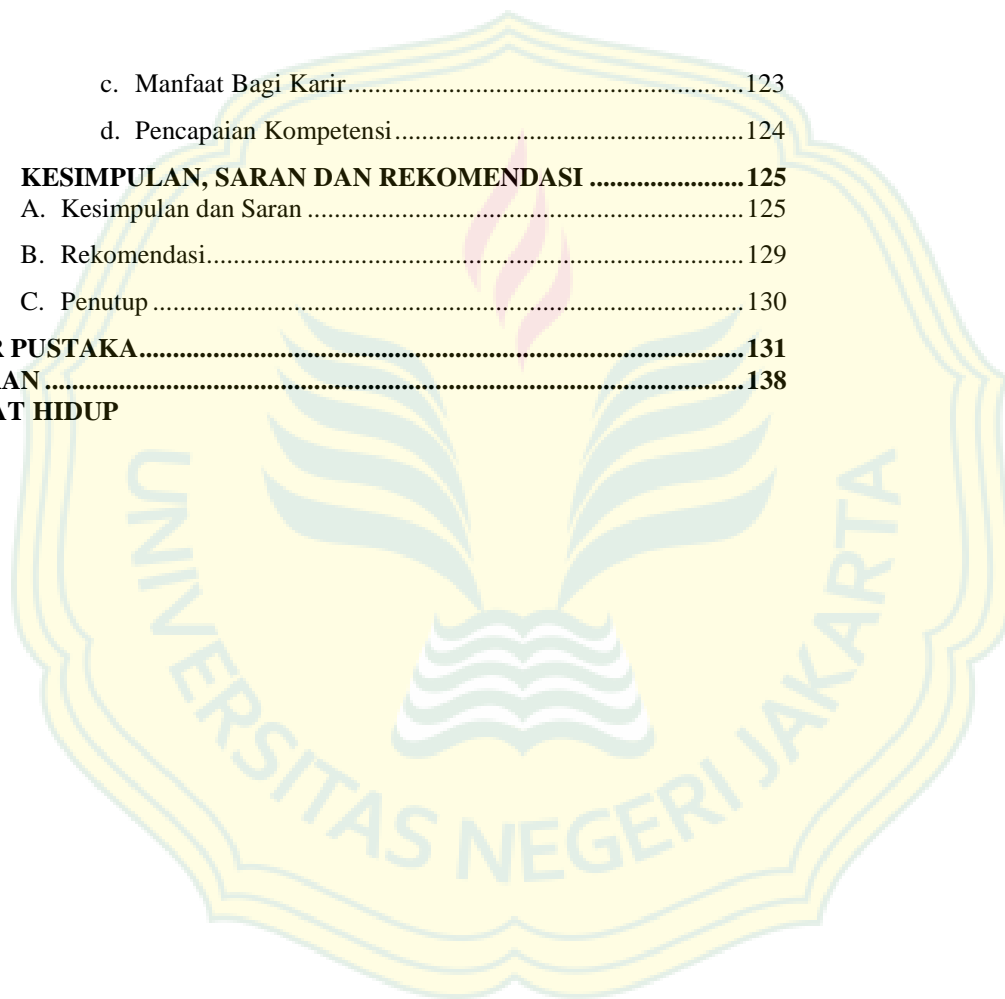 c. Manfaat Bagi Karir......................................................123
d. Pencapaian Kompetensi................................................124
KESIMPULAN, SARAN DAN REKOMENDASI .......................125
A. Kesimpulan dan Saran ..............................................................125
B. Rekomendasi.............................................................................129
C. Penutup .....................................................................................130
R PUSTAKA..........................................................................................131
AN ........................................................................................................138
AT HIDUP
UNIVERSITAS NEGERI JAKARTA